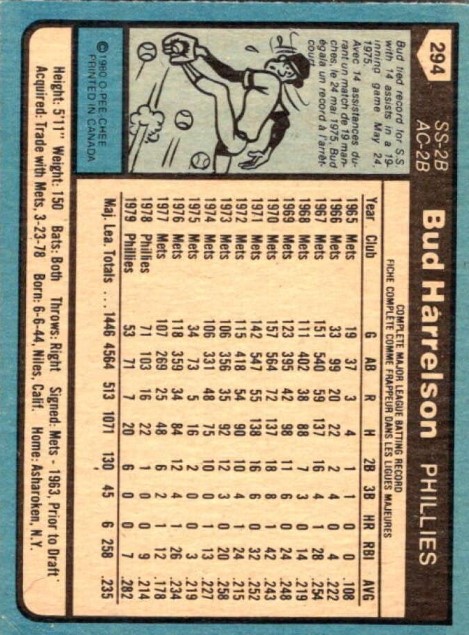 294
SS-2B
AC-2B
Bud Harrelson PHILLIES
Bud tied record for S.S.
with 14 assists in a 19-
inning game May 24,
1975.
Avec 14 assistances du-
rant un match de 19 man-
ches, le 24 mai 1975, Bud
égala un record à l'arrêt-
court.
© 1980 O-PEE-CHEE
PRINTED IN CANADA
COMPLETE MAJOR LEAGUE BATTING RECORD
FICHE COMPLÈTE COMME FRAPPEUR DANS LES LIGUES MAJEURES
Year Club G AB R H 2B 3B HR RBI AVG
1965 Mets 19 37 3 4 1 1 0 0 .108
1966 Mets 33 99 20 22 2 4 0 4 .222
1967 Mets 151 540 59 137 16 4 1 28 .254
1968 Mets 111 402 38 88 7 3 0 14 .219
1969 Mets 123 395 42 98 11 6 0 24 .248
1970 Mets 157 564 72 137 18 8 1 42 .243
1971 Mets 142 547 55 138 16 6 0 32 .252
1972 Mets 115 418 54 90 10 4 1 24 .215
1973 Mets 106 356 35 92 12 3 0 20 .258
1974 Mets 106 331 48 75 10 0 1 13 .227
1975 Mets 34 73 5 16 2 0 0 3 .219
1976 Mets 118 359 34 84 12 4 1 26 .234
1977 Mets 107 269 25 48 6 2 1 12 .178
1978 Phillies 71 103 16 22 1 0 0 9 .214
1979 Phillies 53 71 7 20 6 0 0 7 .282
Maj. Lea. Totals . . . 1446 4564 513 1071 130 45 6 258 .235
Height: 5'11" Weight: 150 Bats: Both Throws: Right Signed: Mets - 1963, Prior to Draft
Acquired: Trade with Mets, 3-23-78 Born: 6-6-44, Niles, Calif. Home: Asharoken, N.Y.